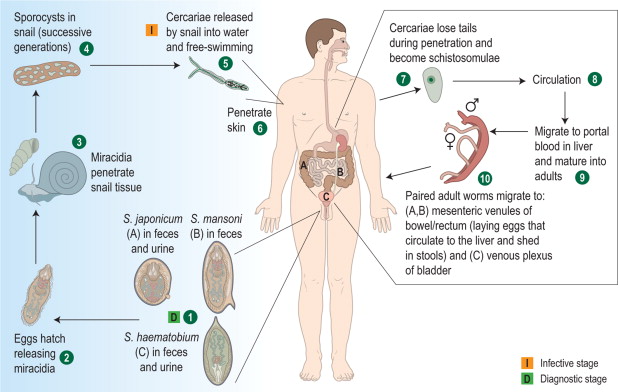 Sporocysts in
snail (successive
generations) 4
I
Cercariae released
by snail into water
and free-swimming
5
Penetrate
skin 6
Cercariae lose tails
during penetration and
become schistosomulae
7
Circulation 8
♂
♀
Migrate to portal
blood in liver
and mature into
adults 9
10
Paired adult worms migrate to:
(A,B) mesenteric venules of
bowel/rectum (laying eggs that
circulate to the liver and shed
in stools) and (C) venous plexus
of bladder
3
Miracidia
penetrate
snail tissue
A
B
C
S. japonicum
(A) in feces
and urine
S. mansoni
(B) in feces
D 1
S. haematobium
(C) in feces
and urine
Eggs hatch
releasing 2
miracidia
I Infective stage
D Diagnostic stage